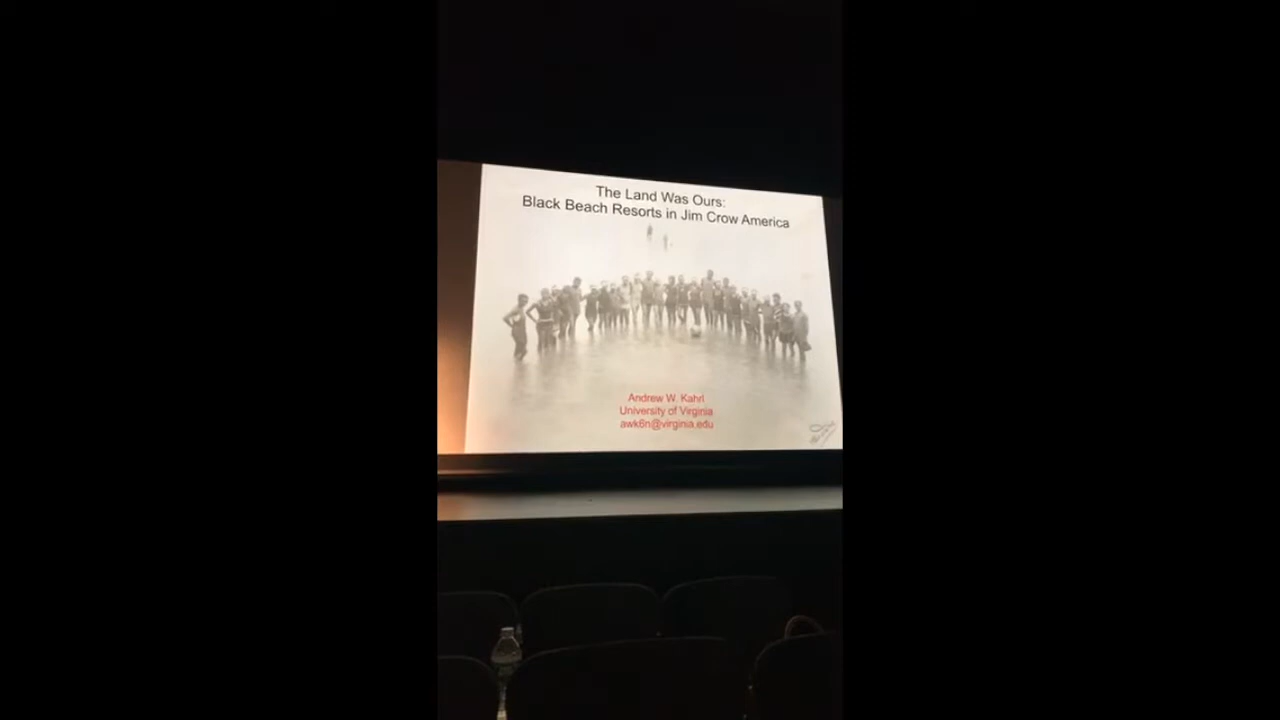 The Land Was Ours:
Black Beach Resorts in Jim Crow America
Andrew W. Kahrl
University of Virginia
awk6n@virginia.edu